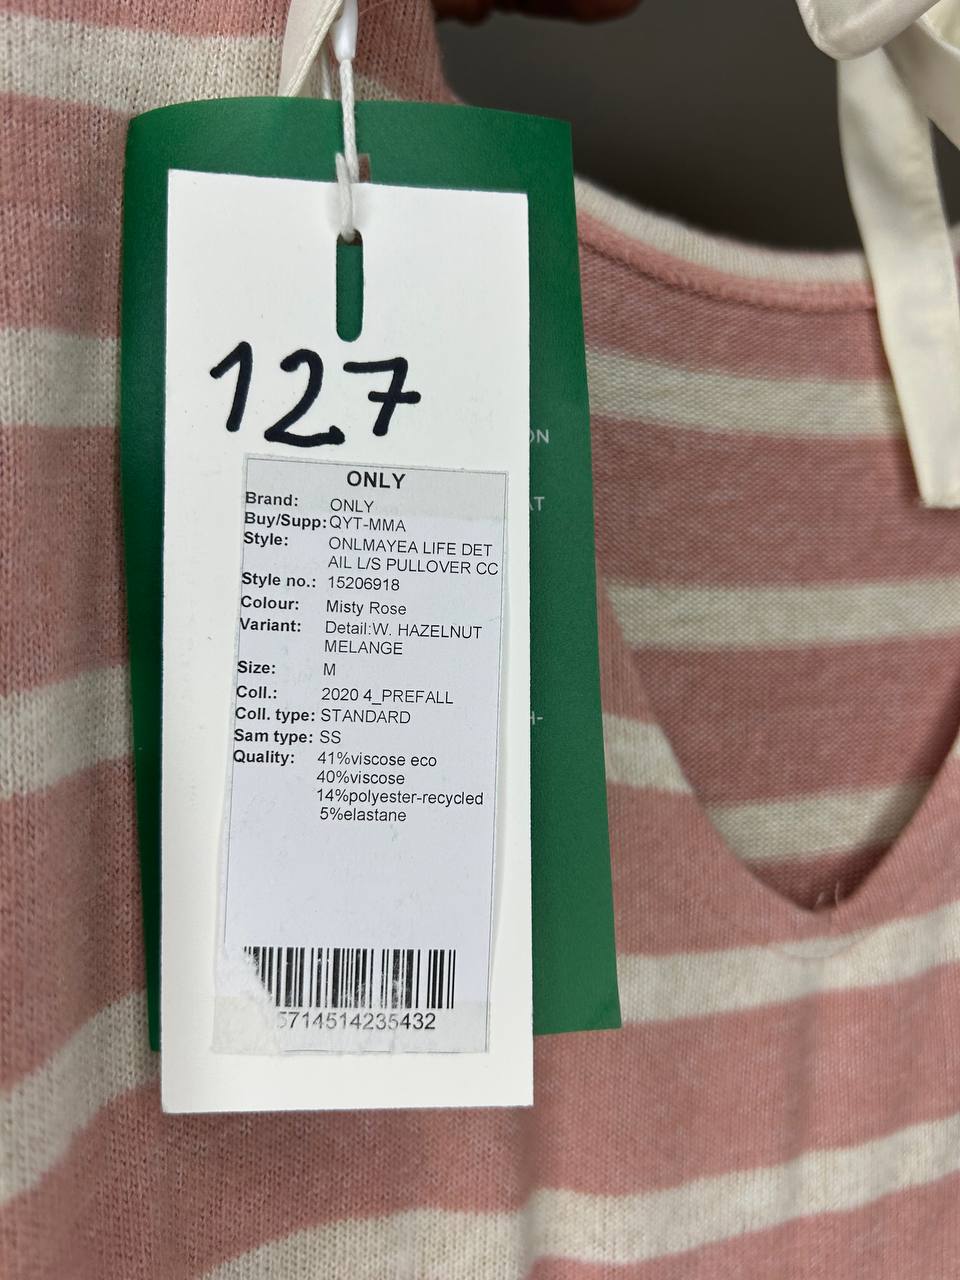 127
ONLY
Brand: ONLY
Buy/Supp: QYT-MMA
Style: ONLMAYEA LIFE DET
AIL L/S PULLOVER CC
Style no.: 15206918
Colour: Misty Rose
Variant: Detail:W. HAZELNUT
MELANGE
Size: M
Coll.: 2020 4_PREFALL
Coll. type: STANDARD
Sam type: SS
Quality: 41%viscose eco
40%viscose
14%polyester-recycled
5%elastane
5714514235432